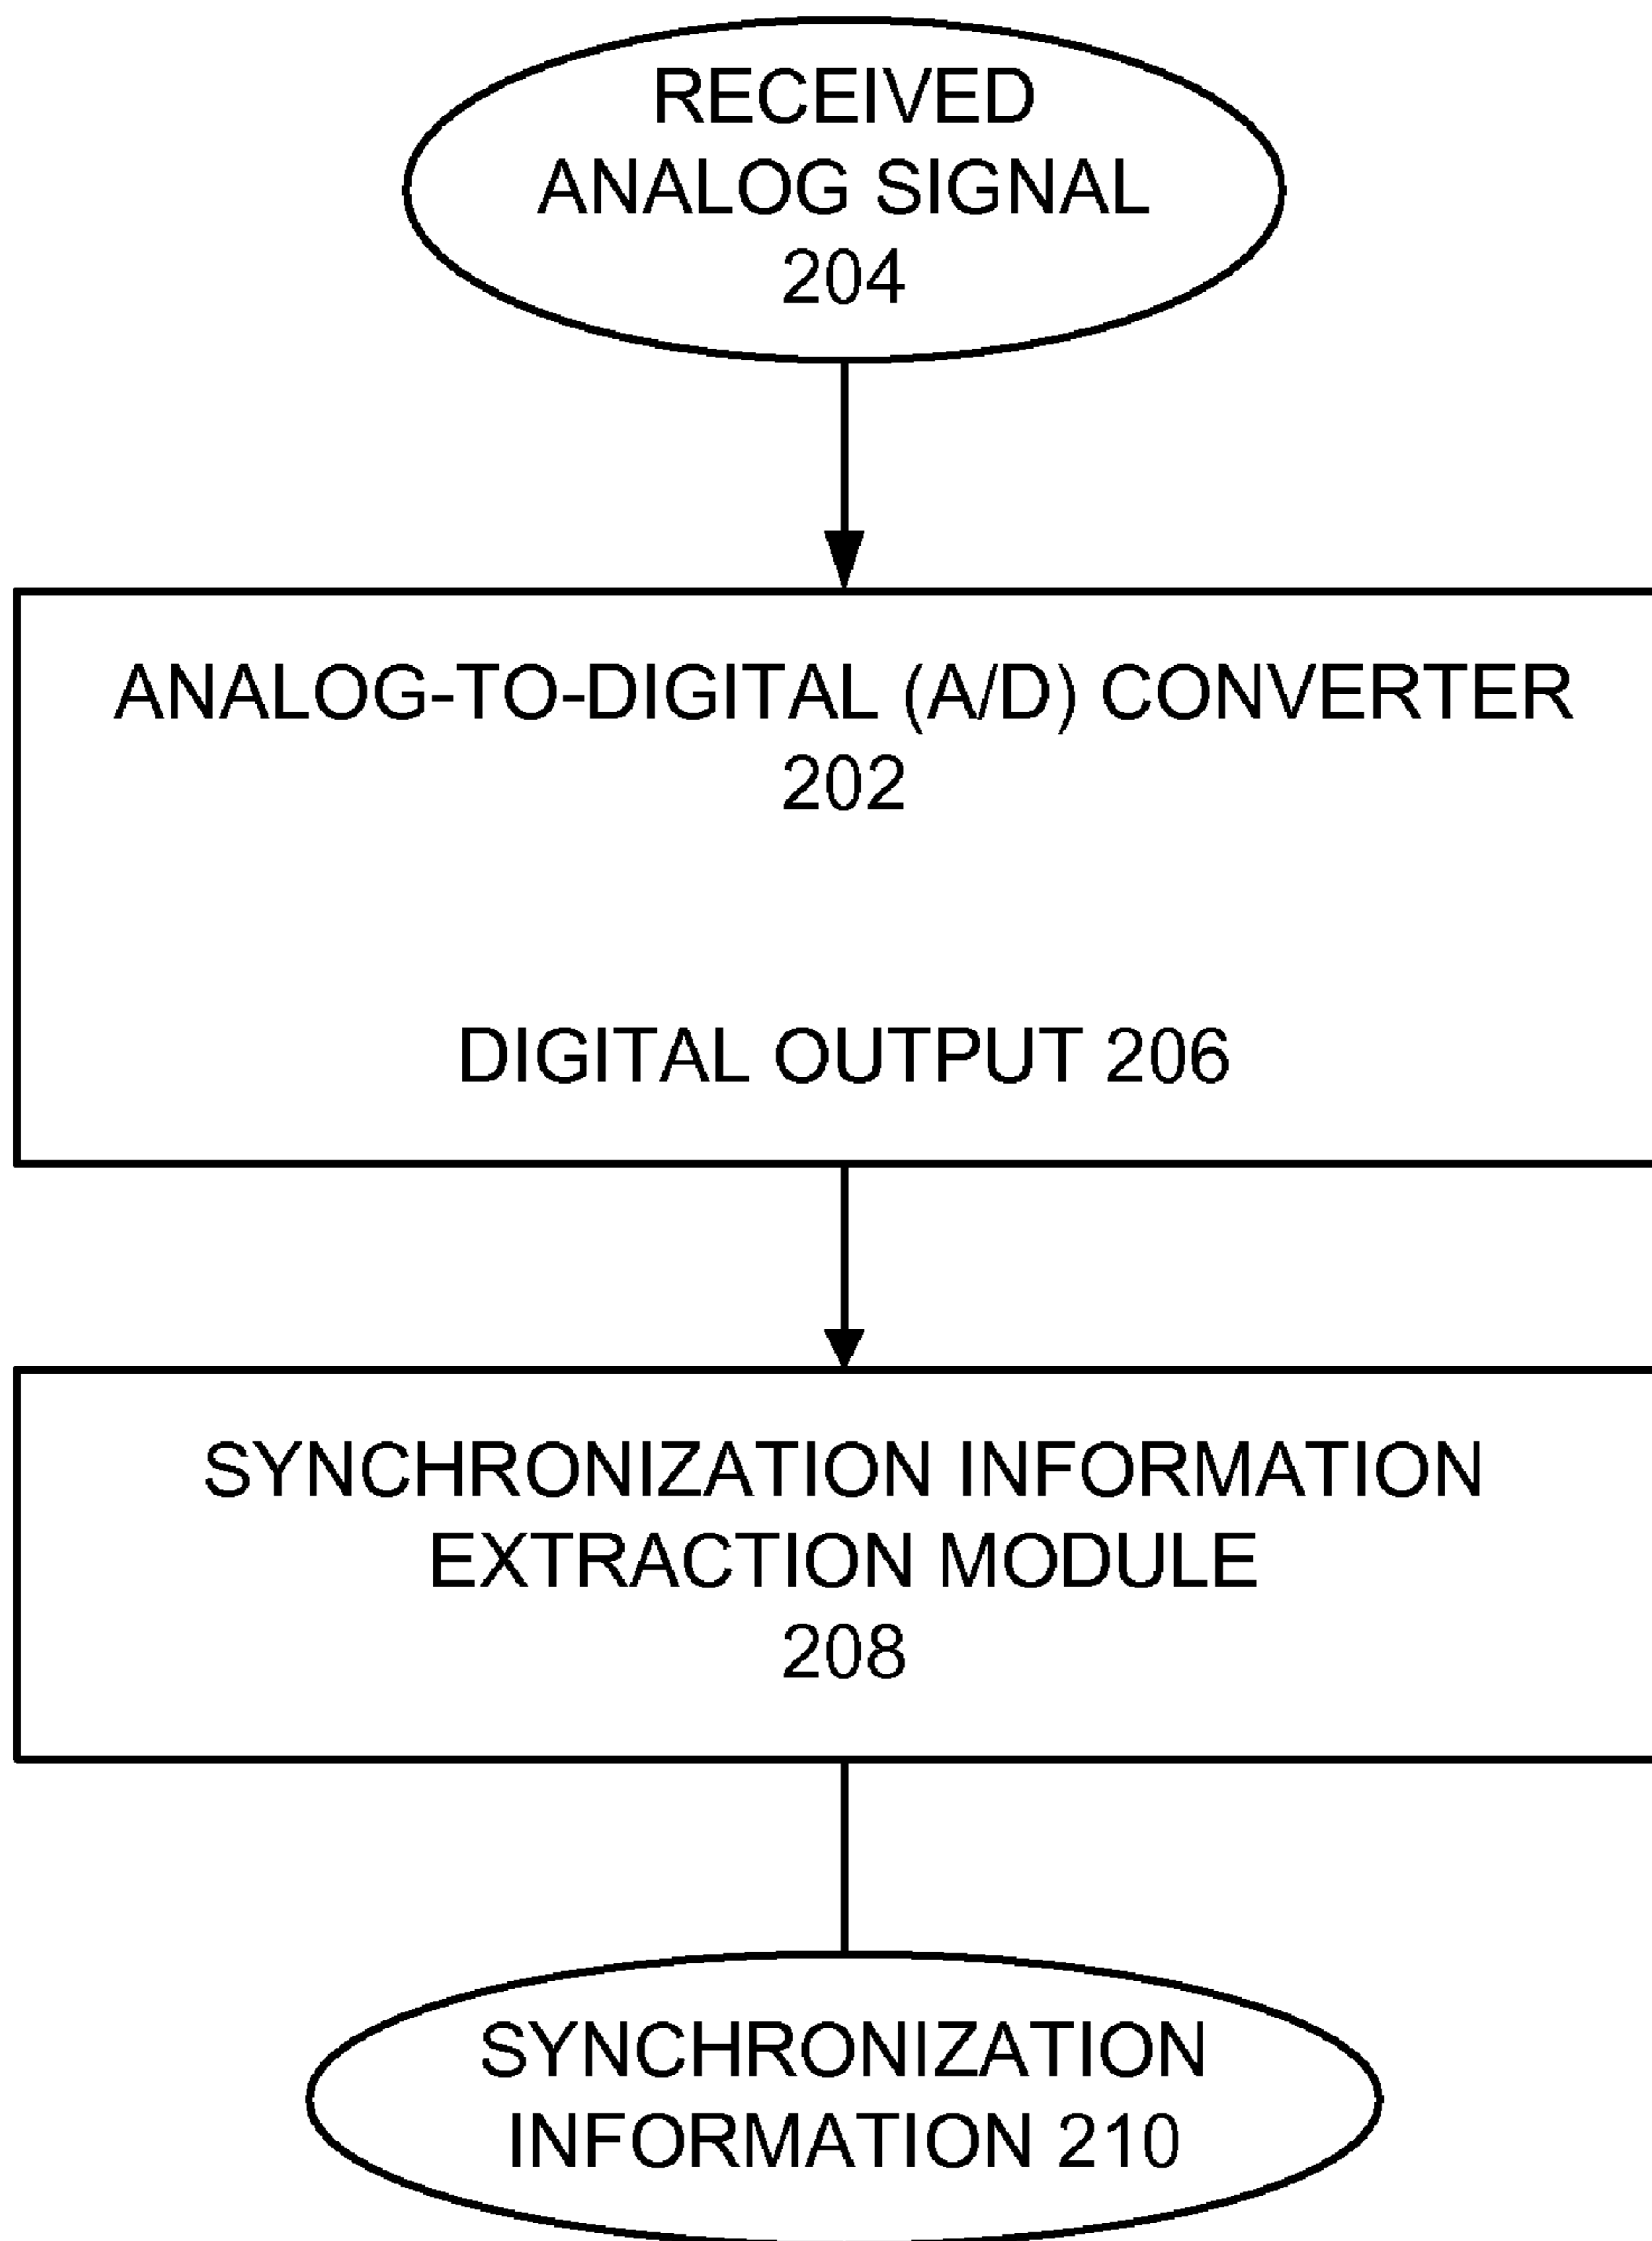 RECEIVED
ANALOG SIGNAL
204
ANALOG-TO-DIGITAL (A/D) CONVERTER
202
DIGITAL OUTPUT 206
SYNCHRONIZATION INFORMATION
EXTRACTION MODULE
208
SYNCHRONIZATION
INFORMATION 210